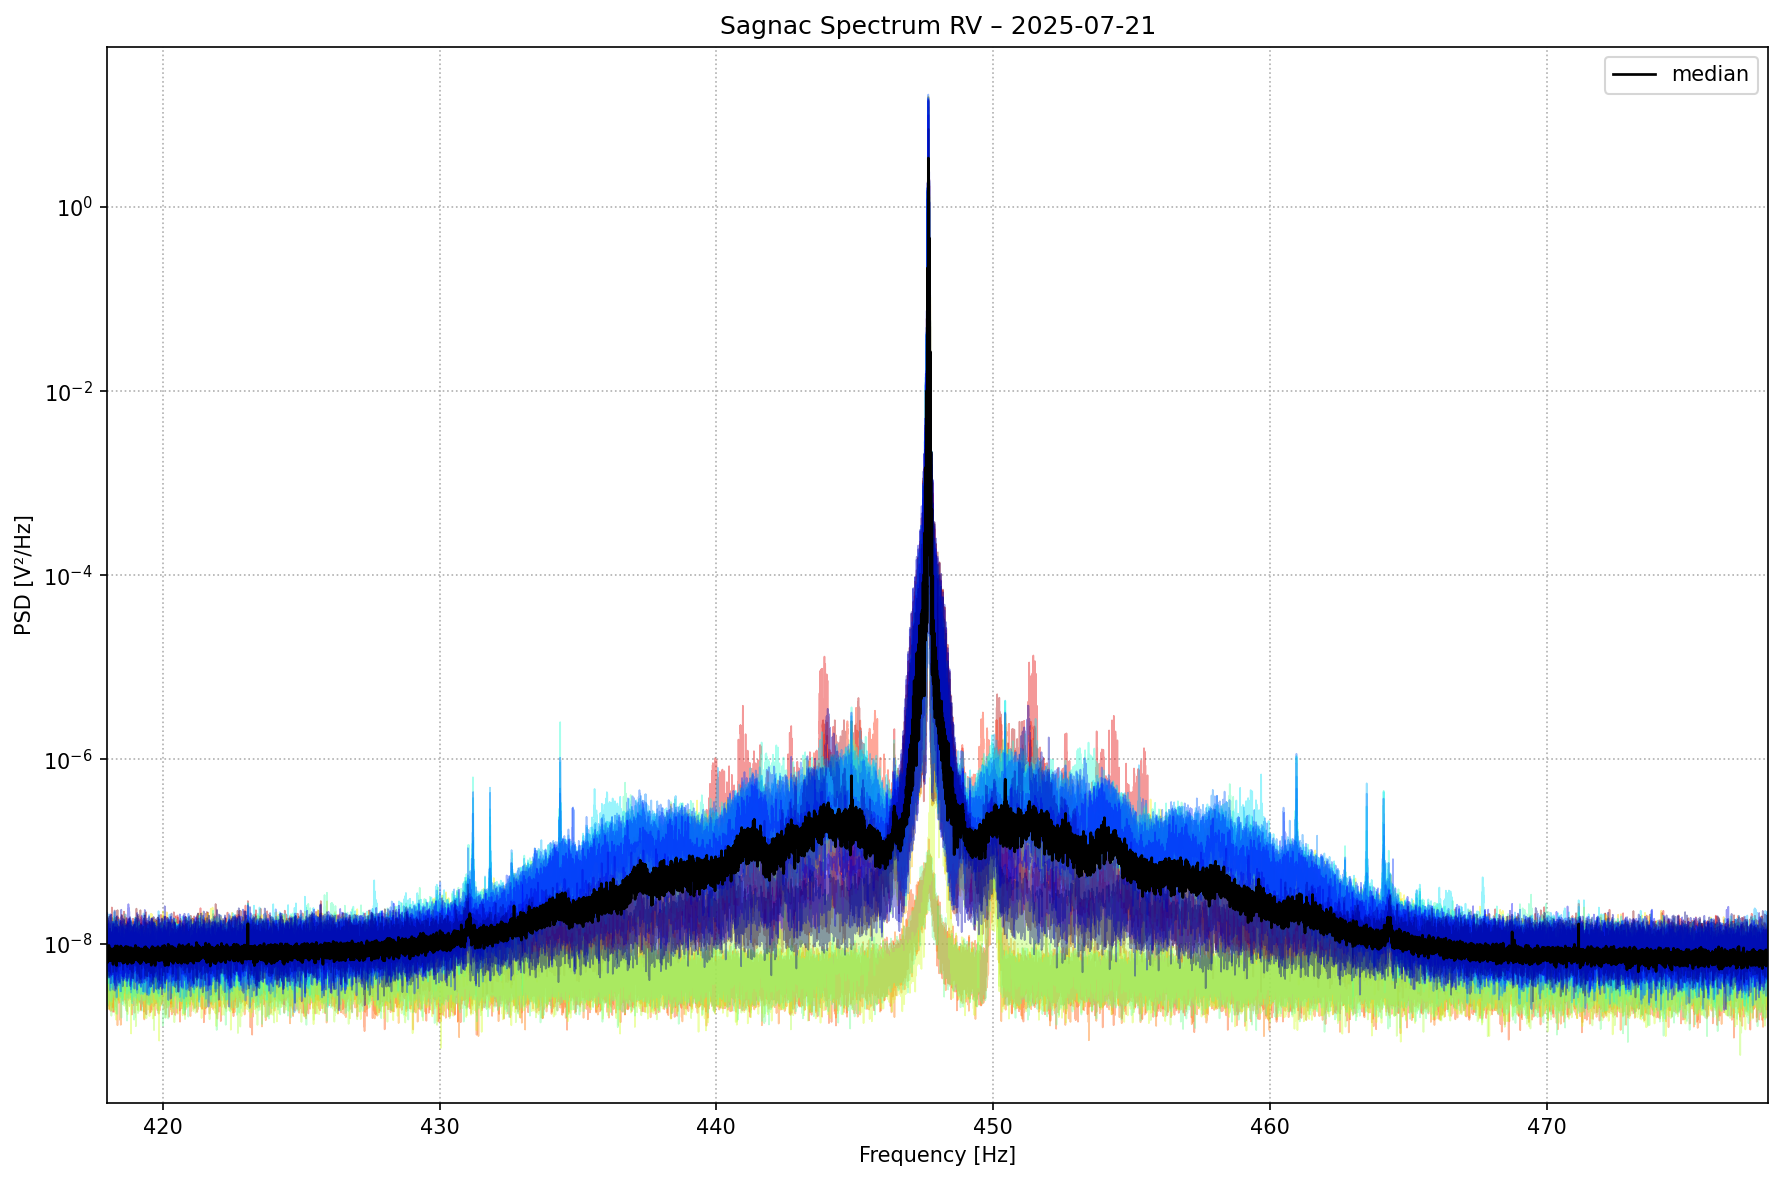 Sagnac Spectrum RV – 2025-07-21
median
PSD [V²/Hz]
10⁰
10⁻²
10⁻⁴
10⁻⁶
10⁻⁸
420 430 440 450 460 470
Frequency [Hz]